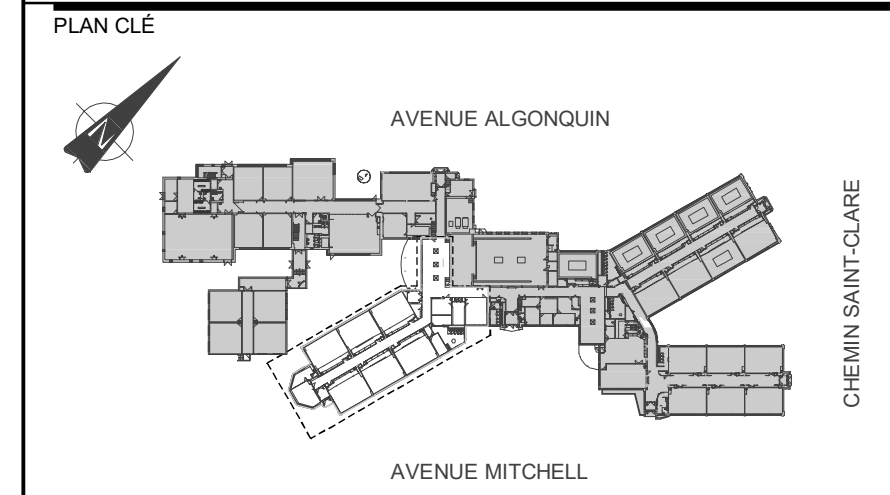 PLAN CLÉ
N
AVENUE ALGONQUIN
CHEMIN SAINT-CLARE
AVENUE MITCHELL